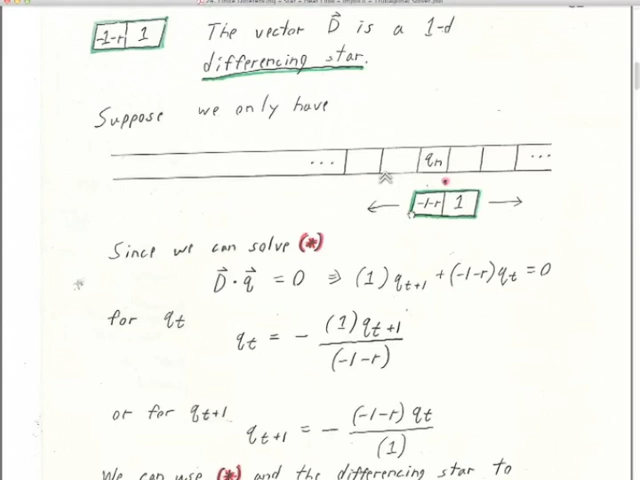 -1-r 1 The vector D⃗ is a 1-d
differencing star.
Suppose we only have
... qn ...
-1-r 1
Since we can solve (*)
D⃗ · q⃗ = 0 ⇒ (1) qt+1 + (-1-r) qt = 0
for qt
qt = - (1) qt+1 / (-1-r)
or for qt+1
qt+1 = - (-1-r) qt / (1)
We can use (*) and the differencing star to